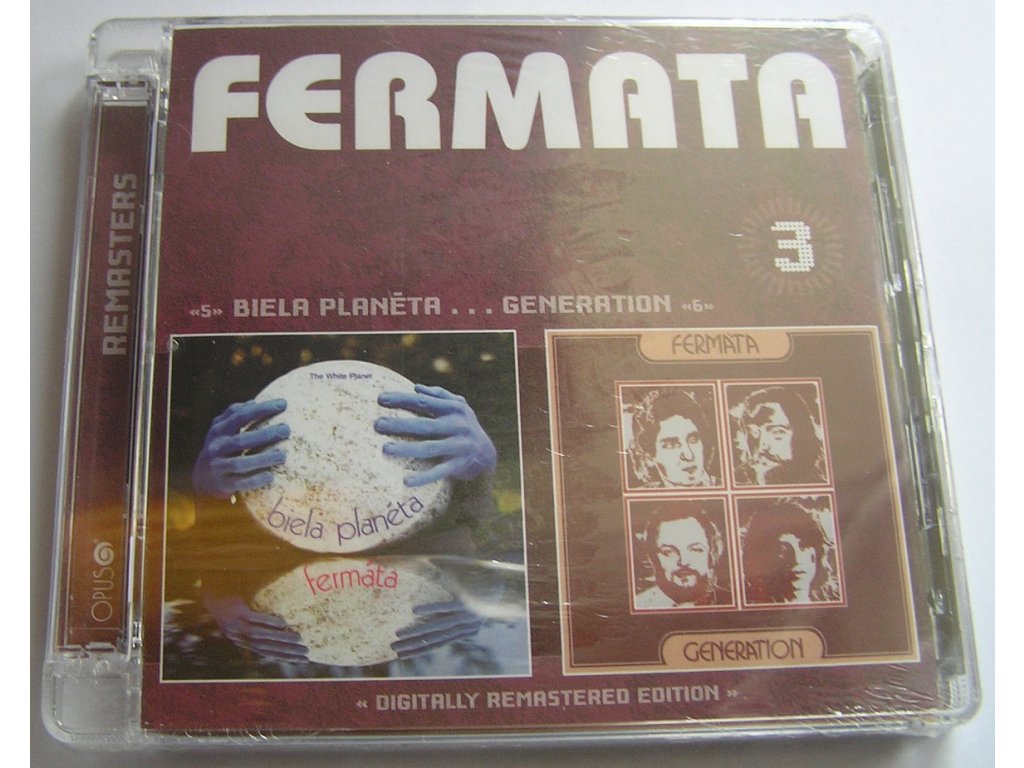 FERMATA
REMASTERS
3
«5» BIELA PLANĒTA . . . GENERATION «6»
The White Planet
biela planéta
fermáta
FERMÁTA
GENERATION
OPUS
« DIGITALLY REMASTERED EDITION »